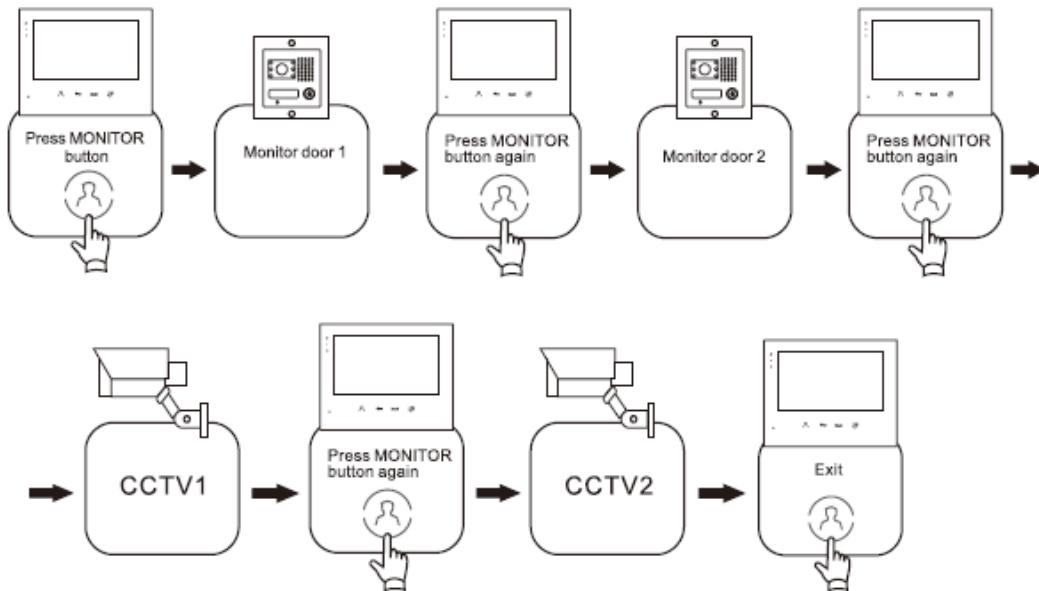 Press MONITOR
button
Monitor door 1
Press MONITOR
button again
Monitor door 2
Press MONITOR
button again
CCTV1
Press MONITOR
button again
CCTV2
Exit